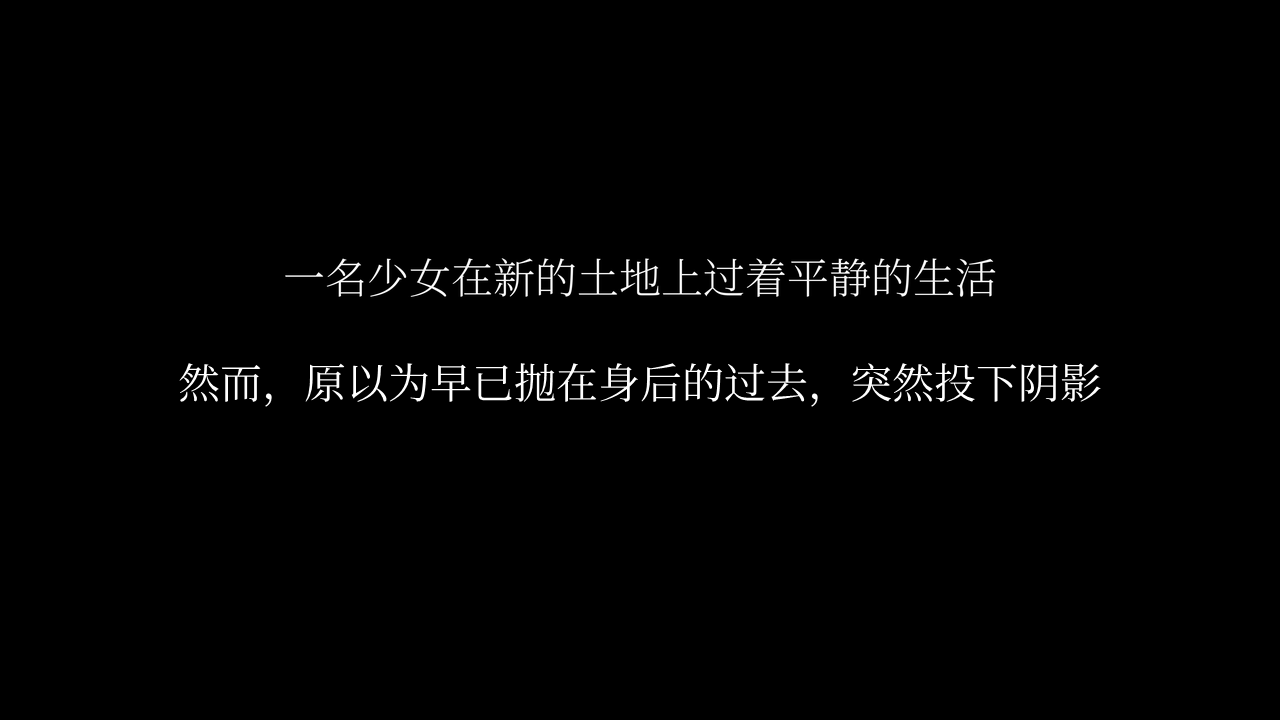 一名少女在新的土地上过着平静的生活
然而，原以为早已抛在身后的过去，突然投下阴影